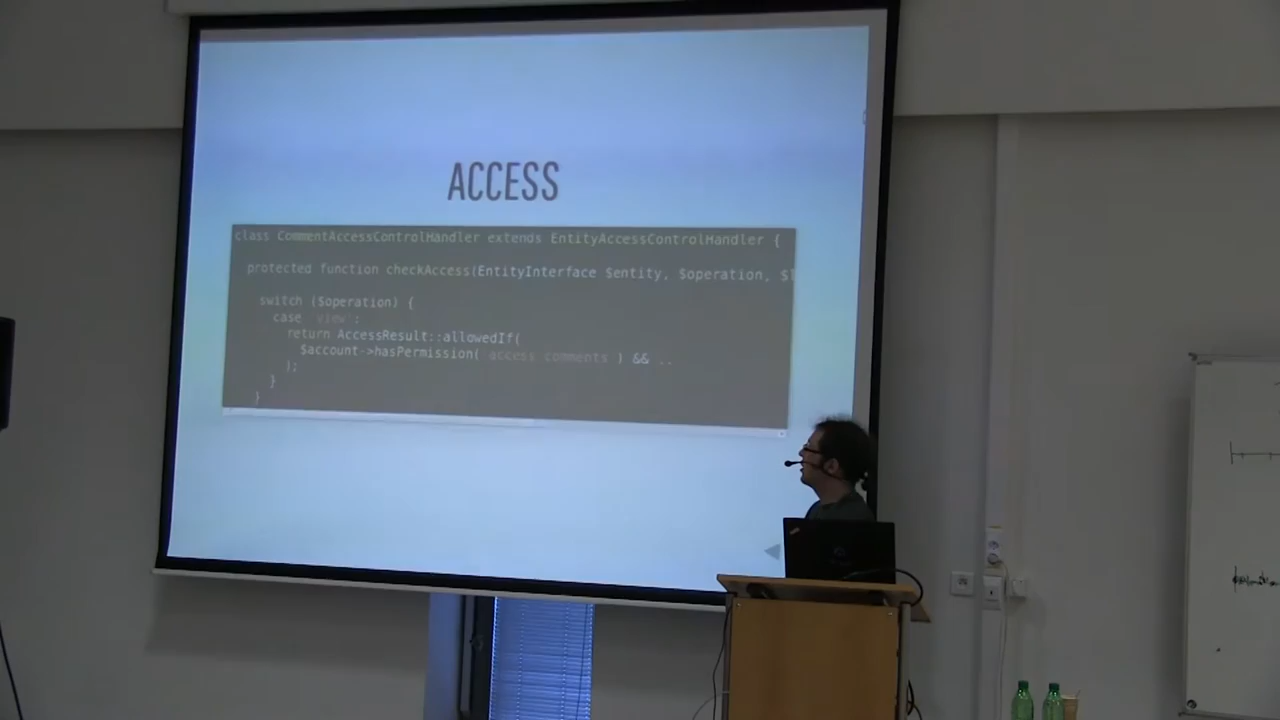 ACCESS
class CommentAccessControlHandler extends EntityAccessControlHandler {
protected function checkAccess(EntityInterface $entity, $operation, $l
switch ($operation) {
case 'view':
return AccessResult::allowedIf(
$account->hasPermission('access comments') && ..
);
}
}